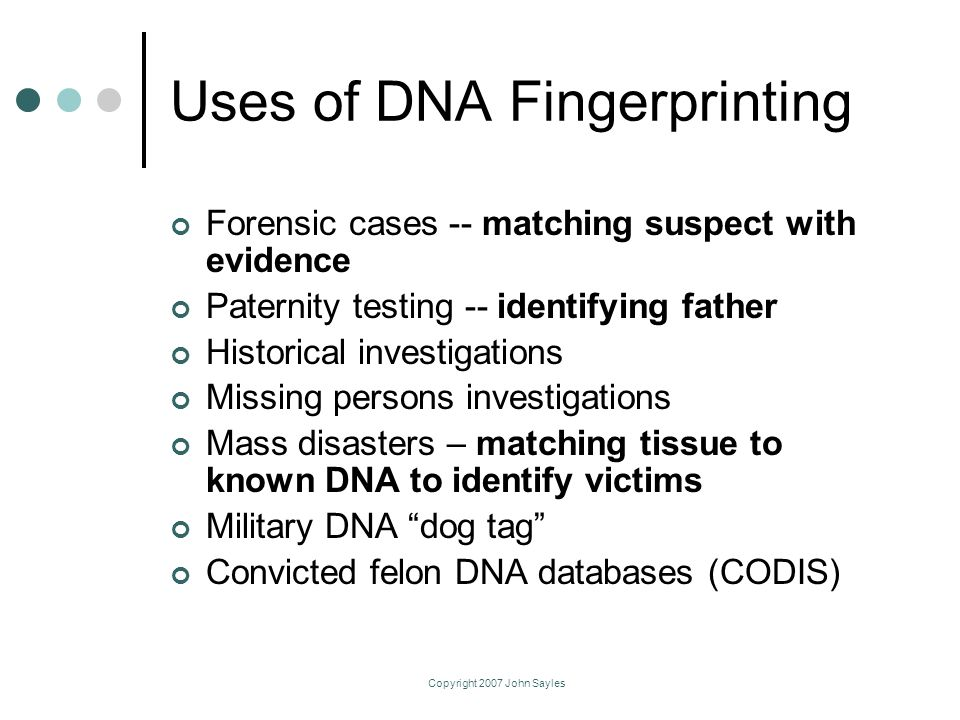 Uses of DNA Fingerprinting
Forensic cases -- matching suspect with
evidence
Paternity testing -- identifying father
Historical investigations
Missing persons investigations
Mass disasters – matching tissue to
known DNA to identify victims
Military DNA “dog tag”
Convicted felon DNA databases (CODIS)
Copyright 2007 John Sayles